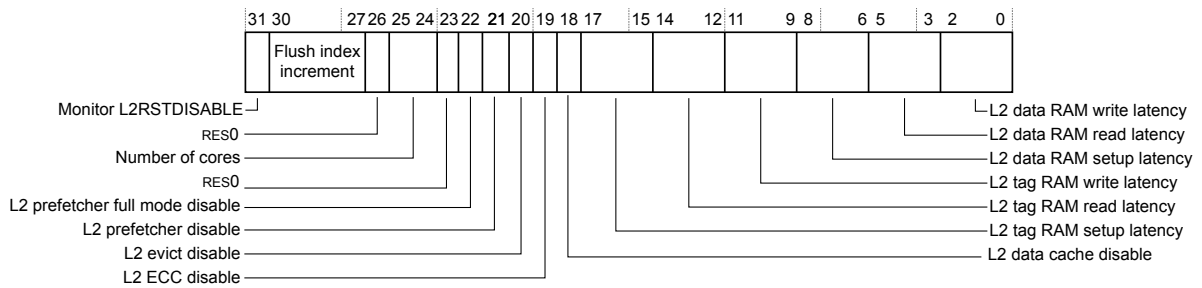 31 30 27 26 25 24 23 22 21 20 19 18 17 15 14 12 11 9 8 6 5 3 2 0
Flush index
increment
Monitor L2RSTDISABLE
RES0
Number of cores
RES0
L2 prefetcher full mode disable
L2 prefetcher disable
L2 evict disable
L2 ECC disable
L2 data RAM write latency
L2 data RAM read latency
L2 data RAM setup latency
L2 tag RAM write latency
L2 tag RAM read latency
L2 tag RAM setup latency
L2 data cache disable